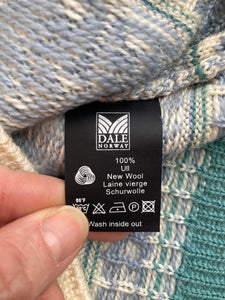 DALE
NORWAY
100%
Ull
New Wool
Laine vierge
Schurwolle
Wash inside out